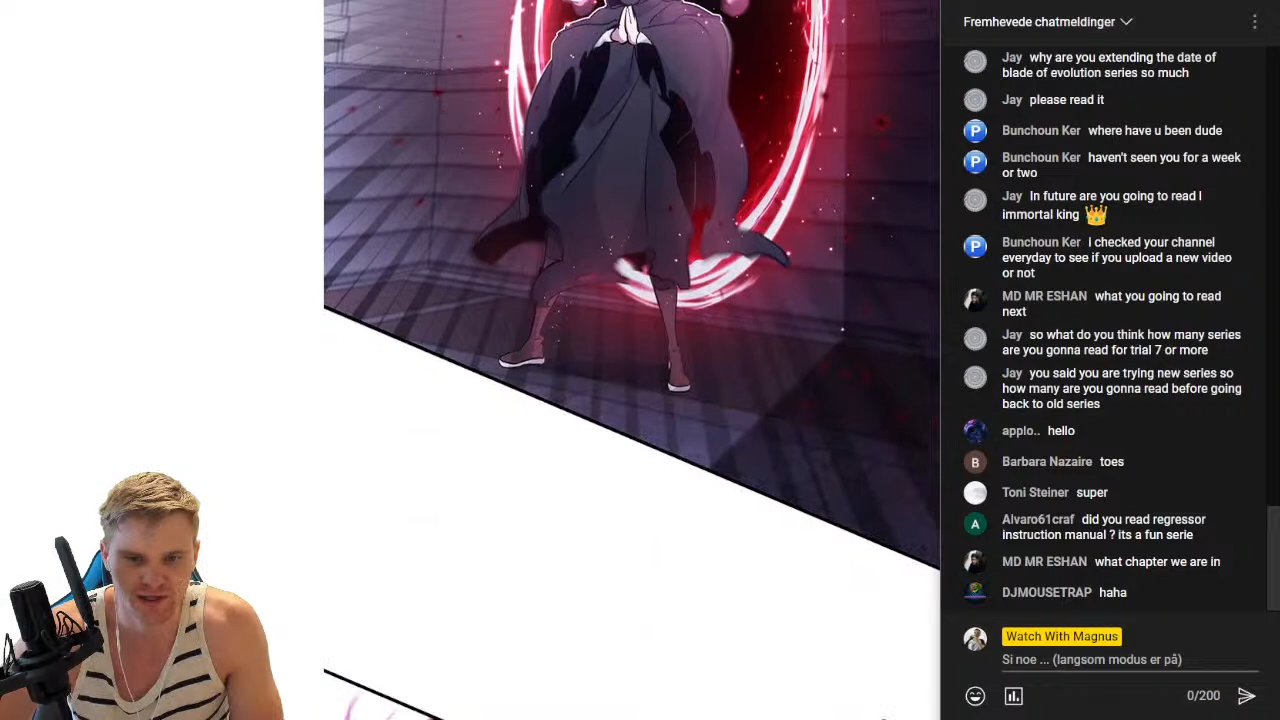 Fremhevede chatmeldinger
Jay why are you extending the date of
blade of evolution series so much
Jay please read it
P Bunchoun Ker where have u been dude
P Bunchoun Ker haven't seen you for a week
or two
Jay In future are you going to read I
immortal king 👑
P Bunchoun Ker i checked your channel
everyday to see if you upload a new video
or not
MD MR ESHAN what you going to read
next
Jay so what do you think how many series
are you gonna read for trial 7 or more
Jay you said you are trying new series so
how many are you gonna read before going
back to old series
applo.. hello
B Barbara Nazaire toes
Toni Steiner super
A Alvaro61craf did you read regressor
instruction manual ? its a fun serie
MD MR ESHAN what chapter we are in
DJMOUSETRAP haha
Watch With Magnus
Si noe ... (langsom modus er på)
0/200